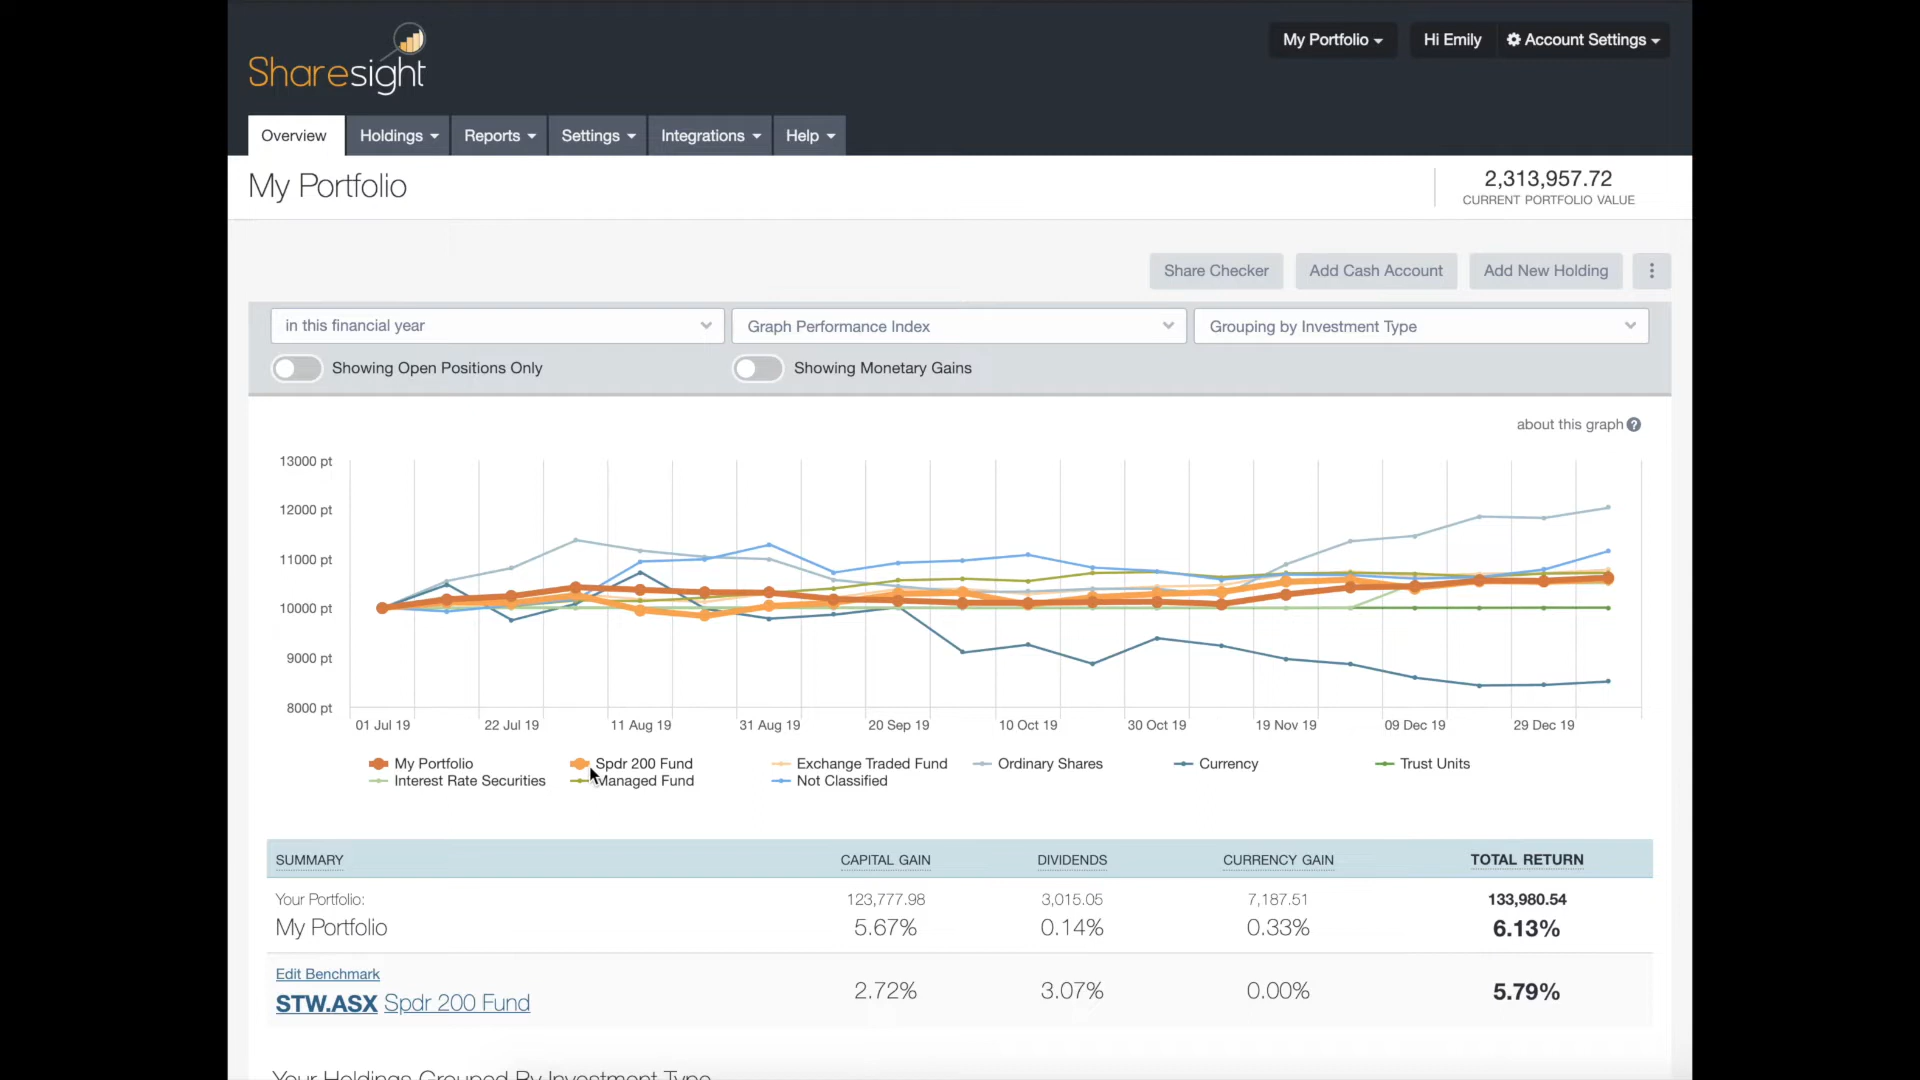 Sharesight
My Portfolio
Hi Emily
Account Settings
Overview
Holdings
Reports
Settings
Integrations
Help
My Portfolio
2,313,957.72
CURRENT PORTFOLIO VALUE
Share Checker
Add Cash Account
Add New Holding
in this financial year
Graph Performance Index
Grouping by Investment Type
Showing Open Positions Only
Showing Monetary Gains
about this graph ?
13000 pt
12000 pt
11000 pt
10000 pt
9000 pt
8000 pt
01 Jul 19
22 Jul 19
11 Aug 19
31 Aug 19
20 Sep 19
10 Oct 19
30 Oct 19
19 Nov 19
09 Dec 19
29 Dec 19
My Portfolio
Spdr 200 Fund
Exchange Traded Fund
Ordinary Shares
Currency
Trust Units
Interest Rate Securities
Managed Fund
Not Classified
SUMMARY CAPITAL GAIN DIVIDENDS CURRENCY GAIN TOTAL RETURN
Your Portfolio: 123,777.98 3,015.05 7,187.51 133,980.54
My Portfolio 5.67% 0.14% 0.33% 6.13%
Edit Benchmark
STW.ASX Spdr 200 Fund 2.72% 3.07% 0.00% 5.79%
Your Holdings Grouped By Investment Type